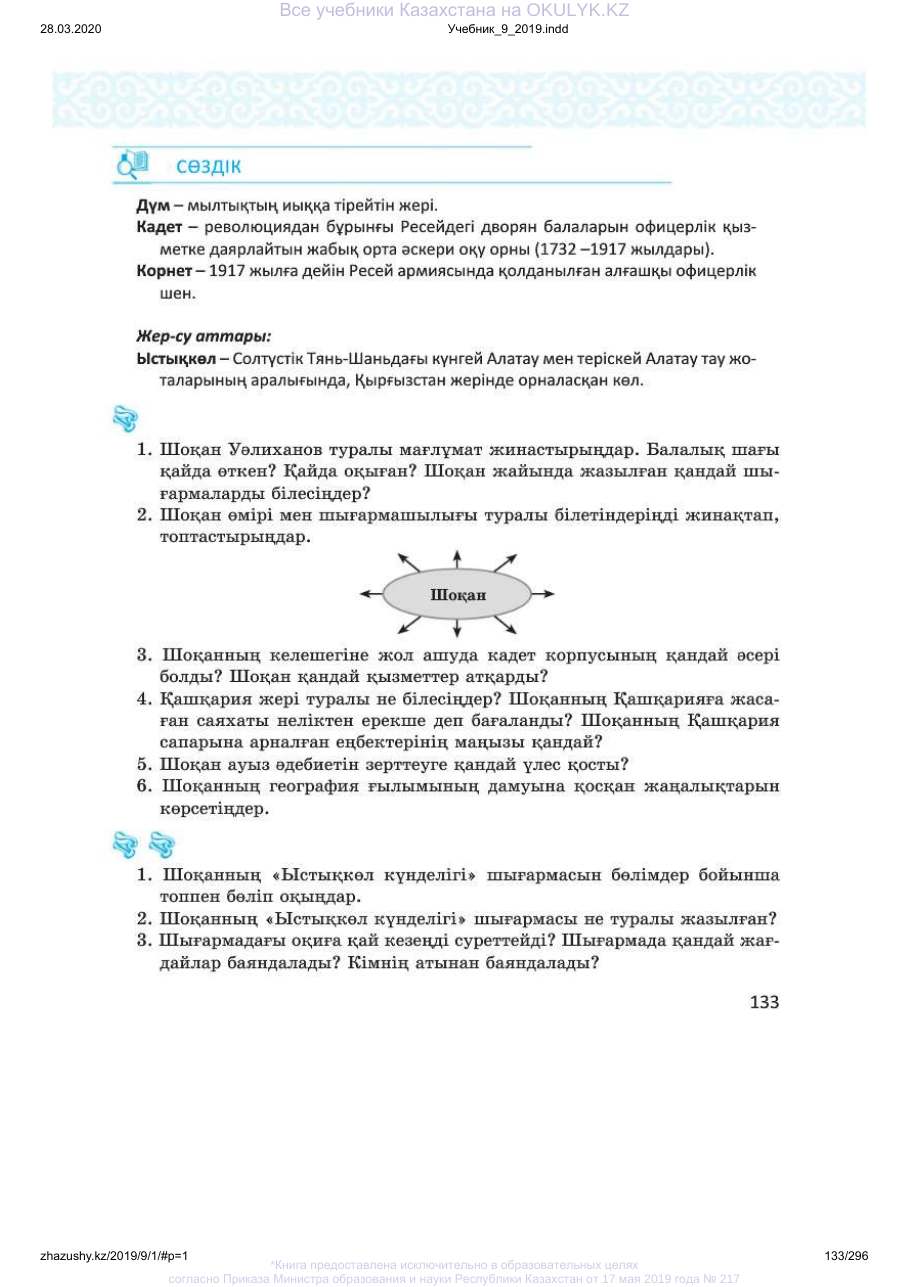 Все учебники Казахстана на OKULYK.KZ
28.03.2020 Учебник_9_2019.indd
СӨЗДІК
Дүм – мылтықтың иыққа тірейтін жері.
Кадет – революциядан бұрынғы Ресейдегі дворян балаларын офицерлік қыз-
метке даярлайтын жабық орта әскери оқу орны (1732 –1917 жылдары).
Корнет – 1917 жылға дейін Ресей армиясында қолданылған алғашқы офицерлік
шен.
Жер-су аттары:
Ыстықкөл – Солтүстік Тянь-Шаньдағы күнгей Алатау мен теріскей Алатау тау жо-
таларының аралығында, Қырғызстан жерінде орналасқан көл.
1. Шоқан Уәлиханов туралы мағлұмат жинастырыңдар. Балалық шағы
қайда өткен? Қайда оқыған? Шоқан жайында жазылған қандай шы-
ғармаларды білесіңдер?
2. Шоқан өмірі мен шығармашылығы туралы білетіндеріңді жинақтап,
топтастырыңдар.
Шоқан
3. Шоқанның келешегіне жол ашуда кадет корпусының қандай әсері
болды? Шоқан қандай қызметтер атқарды?
4. Қашқария жері туралы не білесіңдер? Шоқанның Қашқарияға жаса-
ған саяхаты неліктен ерекше деп бағаланды? Шоқанның Қашқария
сапарына арналған еңбектерінің маңызы қандай?
5. Шоқан ауыз әдебиетін зерттеуге қандай үлес қосты?
6. Шоқанның география ғылымының дамуына қосқан жаңалықтарын
көрсетіңдер.
1. Шоқанның «Ыстықкөл күнделігі» шығармасын бөлімдер бойынша
топпен бөліп оқыңдар.
2. Шоқанның «Ыстықкөл күнделігі» шығармасы не туралы жазылған?
3. Шығармадағы оқиға қай кезеңді суреттейді? Шығармада қандай жағ-
дайлар баяндалады? Кімнің атынан баяндалады?
133
zhazushy.kz/2019/9/1/#p=1 133/296
*Книга предоставлена исключительно в образовательных целях
согласно Приказа Министра образования и науки Республики Казахстан от 17 мая 2019 года № 217